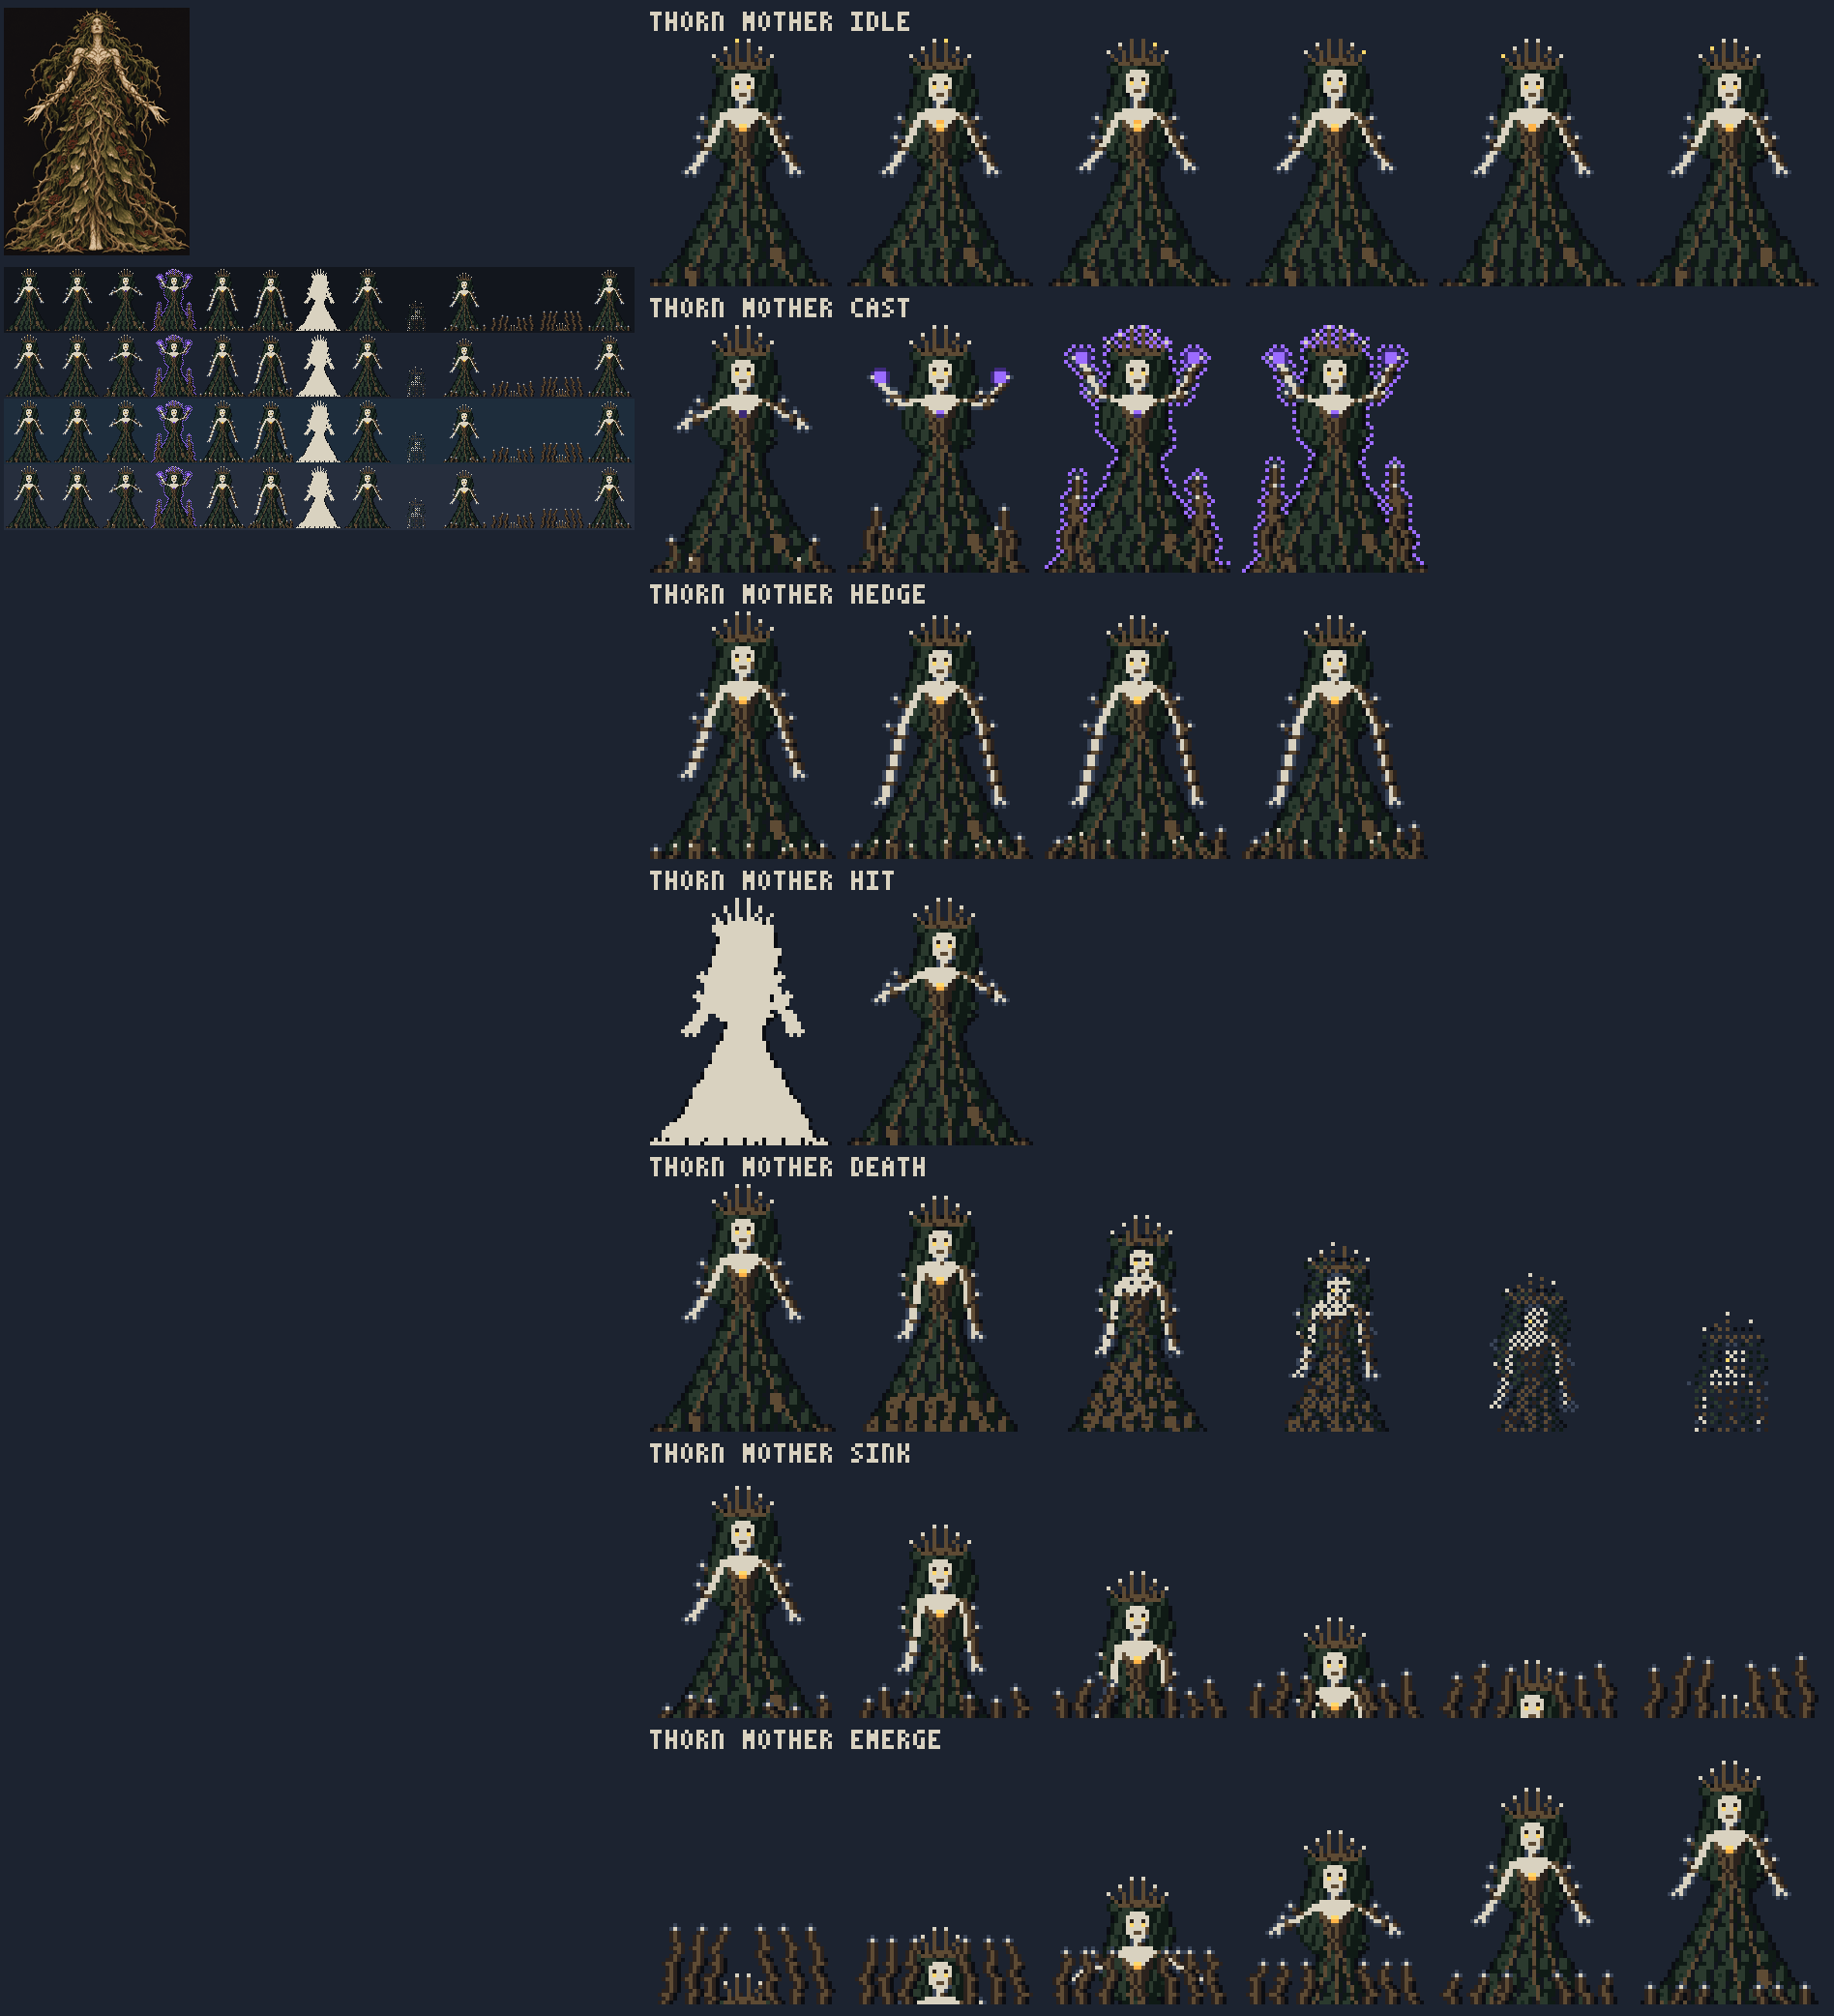 THORN MOTHER IDLE
THORN MOTHER CAST
THORN MOTHER HEDGE
THORN MOTHER HIT
THORN MOTHER DEATH
THORN MOTHER SINK
THORN MOTHER EMERGE